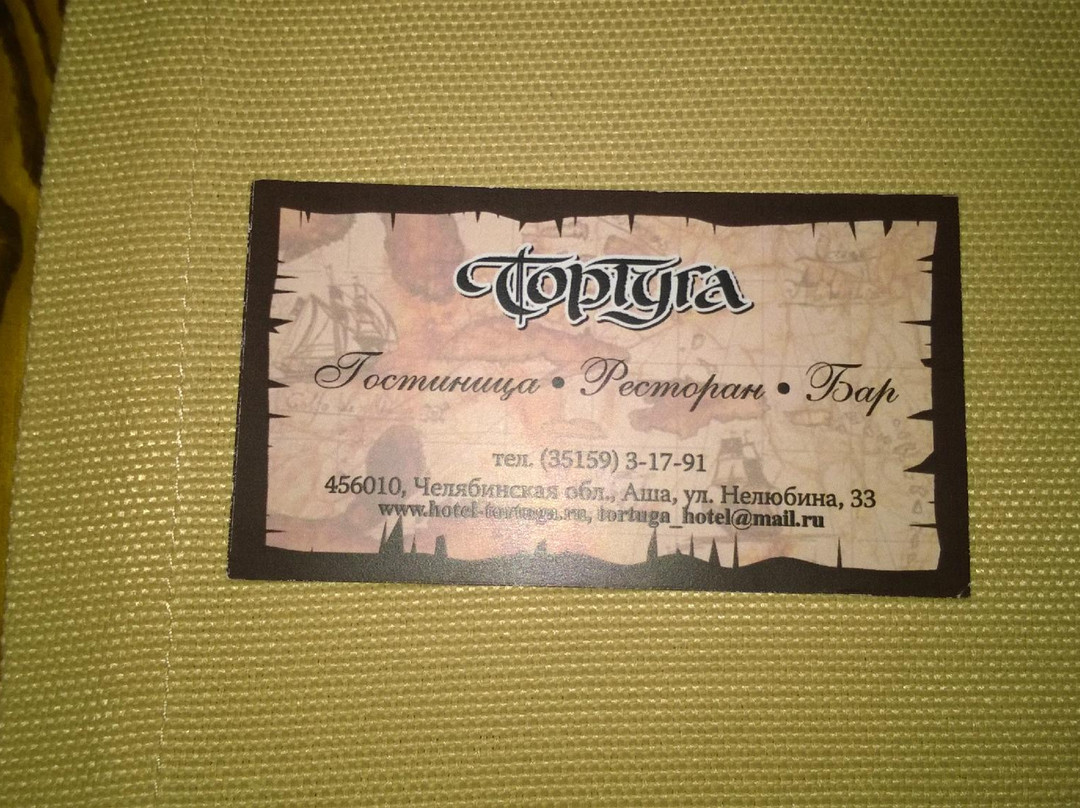 Тортуга
Гостиница • Ресторан • Бар
тел. (35159) 3-17-91
456010, Челябинская обл., Аша, ул. Нелюбина, 33
www.hotel-tortuga.ru, tortuga_hotel@mail.ru